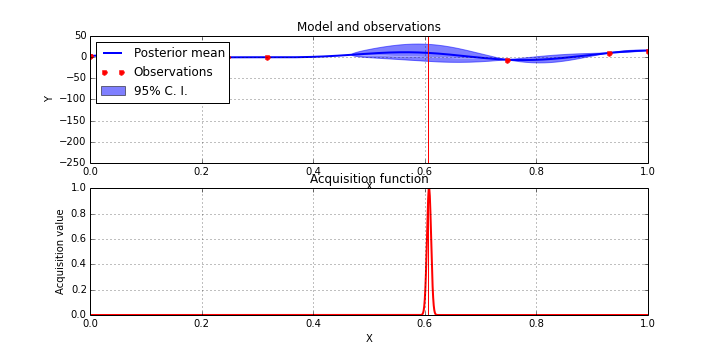 Model and observations
50
0
−50
−100
−150
−200
−250
Y
Posterior mean
Observations
95% C. I.
0.0 0.2 0.4 0.6 0.8 1.0
X
Acquisition function
1.0
0.8
0.6
0.4
0.2
0.0
Acquisition value
0.0 0.2 0.4 0.6 0.8 1.0
X